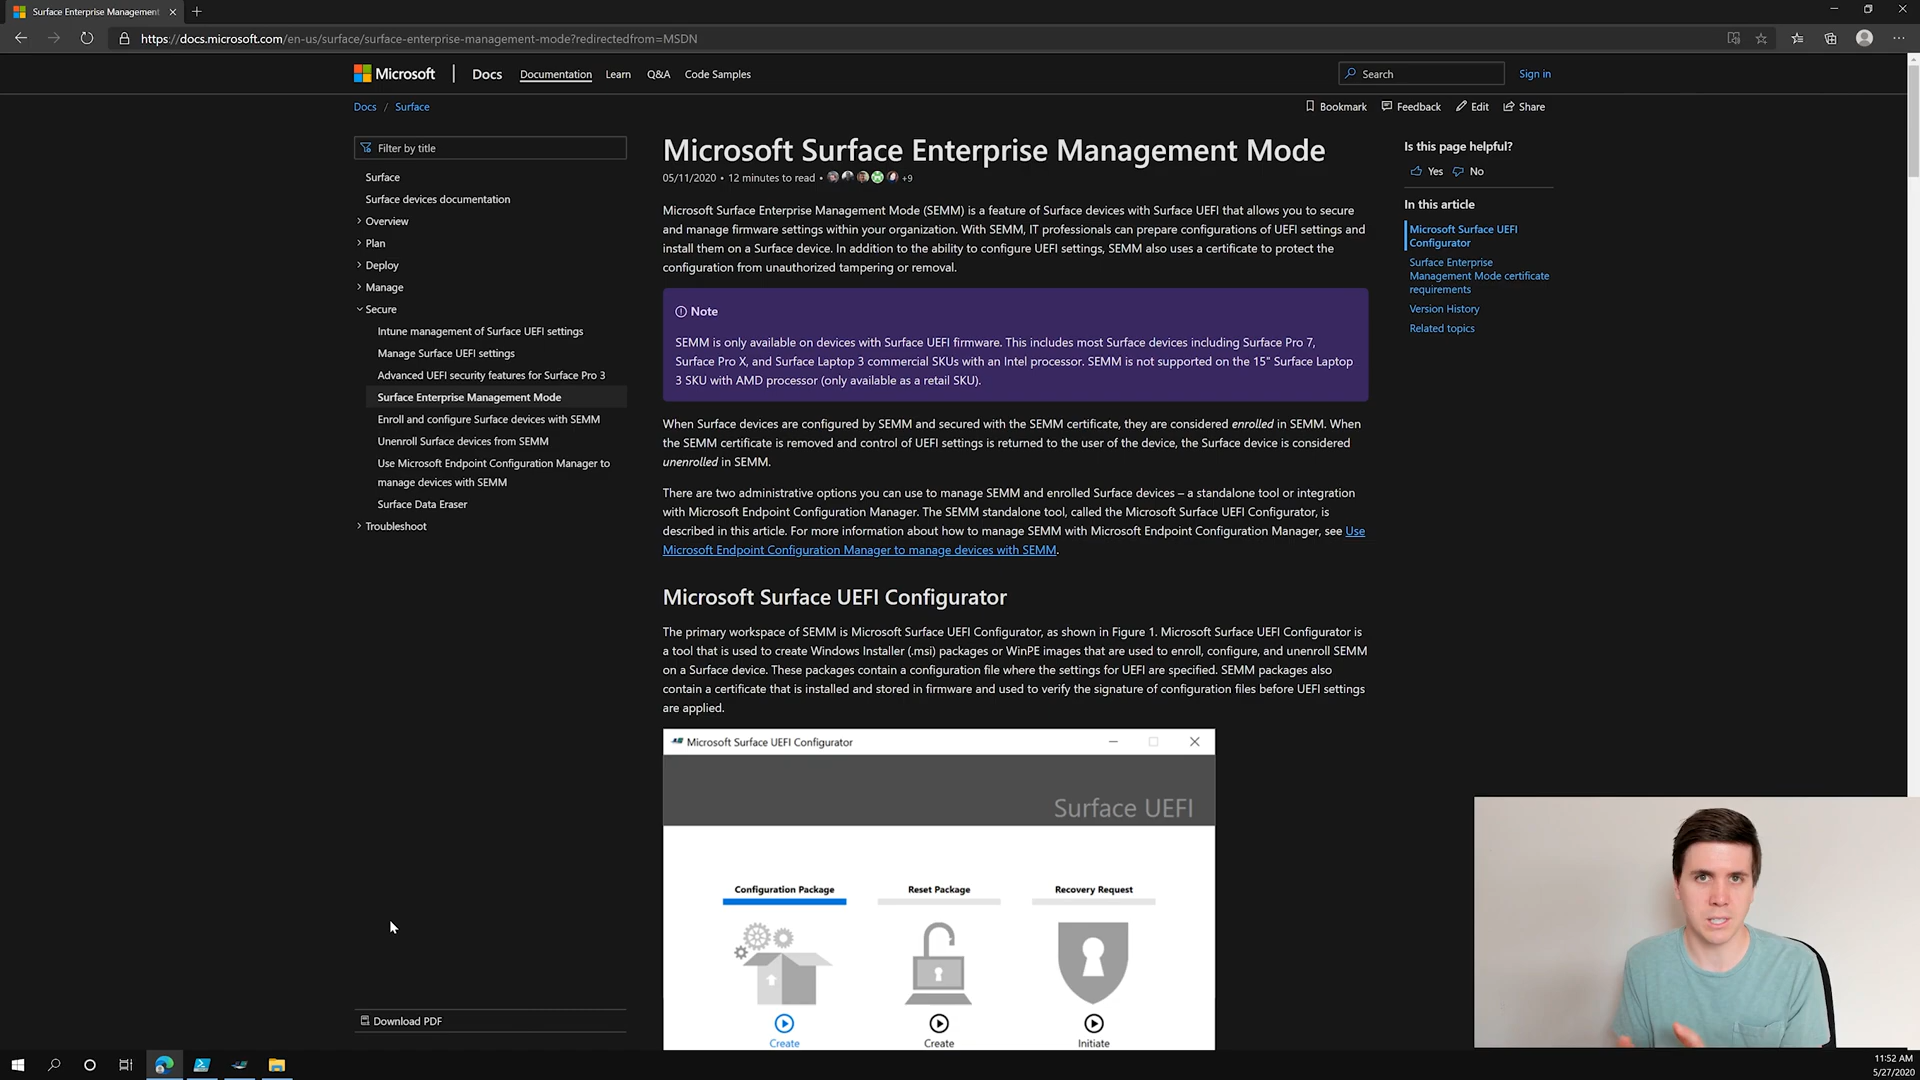 Surface Enterprise Management
https://docs.microsoft.com/en-us/surface/surface-enterprise-management-mode?redirectedfrom=MSDN
Microsoft Docs Documentation Learn Q&A Code Samples
Search
Sign in
Docs / Surface
Bookmark Feedback Edit Share
Filter by title
Surface
Surface devices documentation
Overview
Plan
Deploy
Manage
Secure
Intune management of Surface UEFI settings
Manage Surface UEFI settings
Advanced UEFI security features for Surface Pro 3
Surface Enterprise Management Mode
Enroll and configure Surface devices with SEMM
Unenroll Surface devices from SEMM
Use Microsoft Endpoint Configuration Manager to
manage devices with SEMM
Surface Data Eraser
Troubleshoot
Download PDF
Microsoft Surface Enterprise Management Mode
05/11/2020 • 12 minutes to read • +9
Microsoft Surface Enterprise Management Mode (SEMM) is a feature of Surface devices with Surface UEFI that allows you to secure
and manage firmware settings within your organization. With SEMM, IT professionals can prepare configurations of UEFI settings and
install them on a Surface device. In addition to the ability to configure UEFI settings, SEMM also uses a certificate to protect the
configuration from unauthorized tampering or removal.
Note
SEMM is only available on devices with Surface UEFI firmware. This includes most Surface devices including Surface Pro 7,
Surface Pro X, and Surface Laptop 3 commercial SKUs with an Intel processor. SEMM is not supported on the 15" Surface Laptop
3 SKU with AMD processor (only available as a retail SKU).
When Surface devices are configured by SEMM and secured with the SEMM certificate, they are considered enrolled in SEMM. When
the SEMM certificate is removed and control of UEFI settings is returned to the user of the device, the Surface device is considered
unenrolled in SEMM.
There are two administrative options you can use to manage SEMM and enrolled Surface devices – a standalone tool or integration
with Microsoft Endpoint Configuration Manager. The SEMM standalone tool, called the Microsoft Surface UEFI Configurator, is
described in this article. For more information about how to manage SEMM with Microsoft Endpoint Configuration Manager, see Use
Microsoft Endpoint Configuration Manager to manage devices with SEMM.
Microsoft Surface UEFI Configurator
The primary workspace of SEMM is Microsoft Surface UEFI Configurator, as shown in Figure 1. Microsoft Surface UEFI Configurator is
a tool that is used to create Windows Installer (.msi) packages or WinPE images that are used to enroll, configure, and unenroll SEMM
on a Surface device. These packages contain a configuration file where the settings for UEFI are specified. SEMM packages also
contain a certificate that is installed and stored in firmware and used to verify the signature of configuration files before UEFI settings
are applied.
Microsoft Surface UEFI Configurator
Surface UEFI
Configuration Package Reset Package Recovery Request
Create Create Initiate
Is this page helpful?
Yes No
In this article
Microsoft Surface UEFI
Configurator
Surface Enterprise
Management Mode certificate
requirements
Version History
Related topics
11:52 AM
5/27/2020